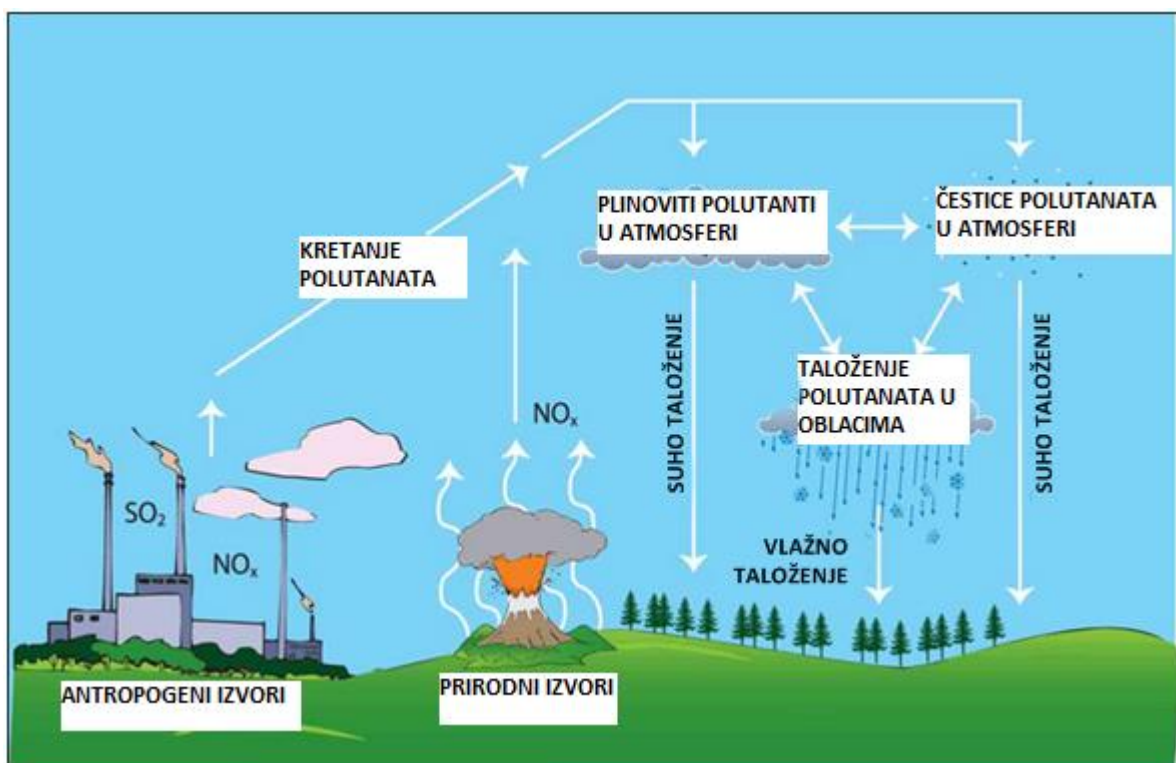 PLINOVITI POLUTANTI
U ATMOSFERI
ČESTICE POLUTANATA
U ATMOSFERI
KRETANJE
POLUTANATA
SUHO TALOŽENJE
TALOŽENJE
POLUTANATA U
OBLACIMA
SUHO TALOŽENJE
NOₓ
SO₂
NOₓ
VLAŽNO
TALOŽENJE
ANTROPOGENI IZVORI
PRIRODNI IZVORI